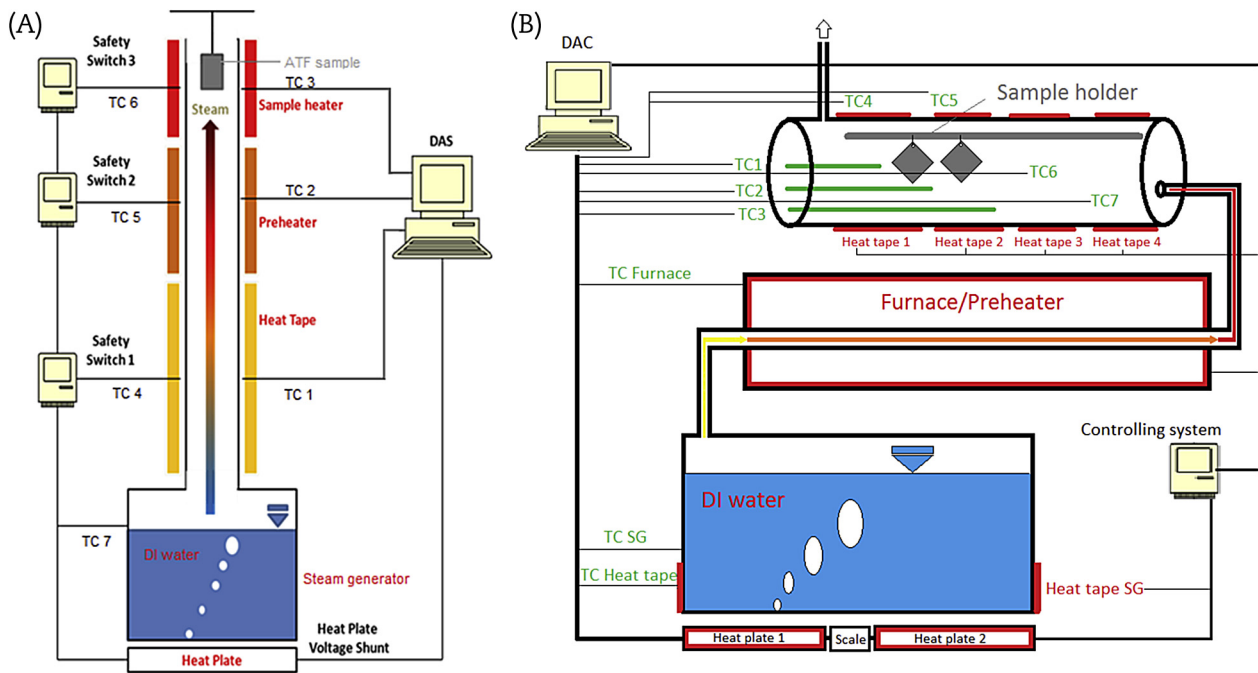 (A)
Safety
Switch 3
ATF sample
TC 3
TC 6
Steam
Sample heater
DAS
Safety
Switch 2
TC 2
TC 5
Preheater
Heat Tape
Safety
Switch 1
TC 4
TC 1
TC 7
DI water
Steam generator
Heat Plate
Voltage Shunt
Heat Plate
(B)
DAC
TC4
TC5
Sample holder
TC1
TC6
TC2
TC7
TC3
Heat tape 1
Heat tape 2
Heat tape 3
Heat tape 4
TC Furnace
Furnace/Preheater
Controlling system
DI water
TC SG
TC Heat tape
Heat tape SG
Heat plate 1
Scale
Heat plate 2